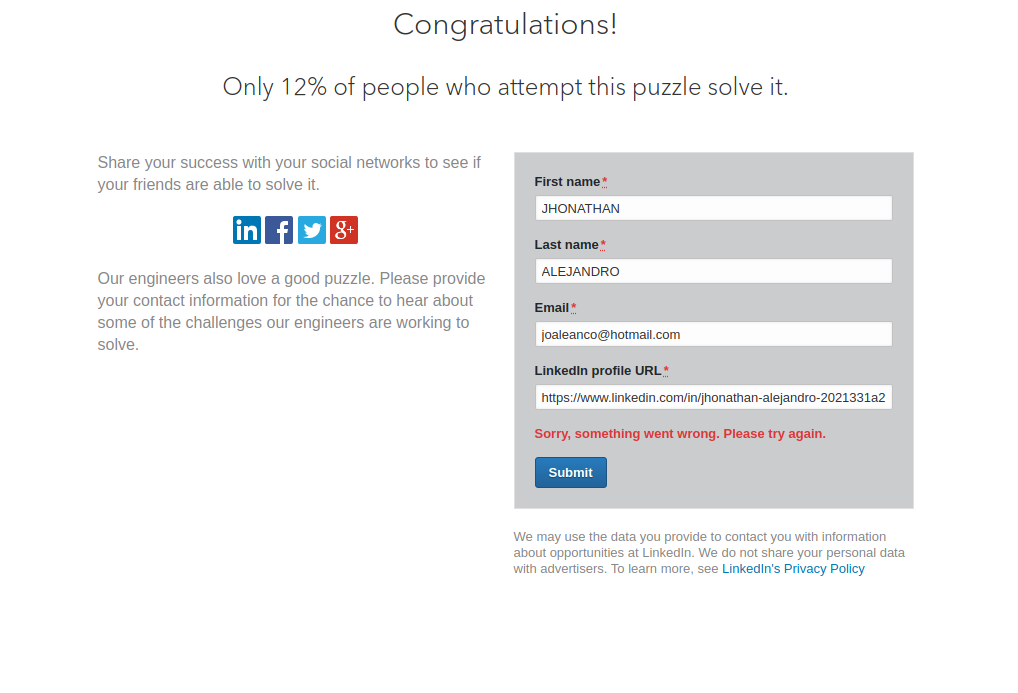 Congratulations!
Only 12% of people who attempt this puzzle solve it.
Share your success with your social networks to see if
your friends are able to solve it.
in f g+
Our engineers also love a good puzzle. Please provide
your contact information for the chance to hear about
some of the challenges our engineers are working to
solve.
First name*
JHONATHAN
Last name*
ALEJANDRO
Email*
joaleanco@hotmail.com
LinkedIn profile URL*
https://www.linkedin.com/in/jhonathan-alejandro-2021331a2
Sorry, something went wrong. Please try again.
Submit
We may use the data you provide to contact you with information
about opportunities at LinkedIn. We do not share your personal data
with advertisers. To learn more, see LinkedIn's Privacy Policy